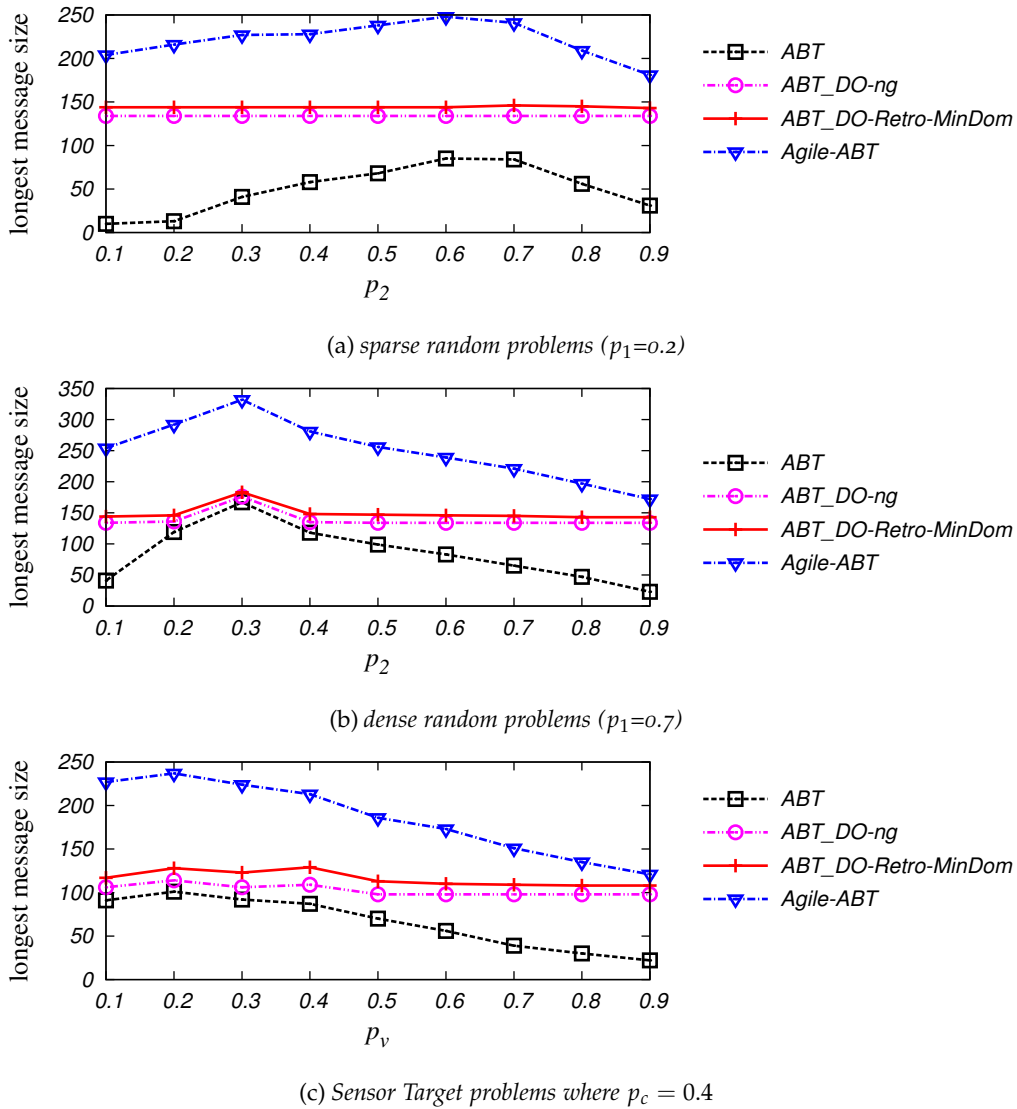 longest message size
250
200
150
100
50
0
0.1 0.2 0.3 0.4 0.5 0.6 0.7 0.8 0.9
p2
ABT
ABT_DO-ng
ABT_DO-Retro-MinDom
Agile-ABT
(a) sparse random problems (p1=0.2)
longest message size
350
300
250
200
150
100
50
0
0.1 0.2 0.3 0.4 0.5 0.6 0.7 0.8 0.9
p2
ABT
ABT_DO-ng
ABT_DO-Retro-MinDom
Agile-ABT
(b) dense random problems (p1=0.7)
longest message size
250
200
150
100
50
0
0.1 0.2 0.3 0.4 0.5 0.6 0.7 0.8 0.9
pv
ABT
ABT_DO-ng
ABT_DO-Retro-MinDom
Agile-ABT
(c) Sensor Target problems where pc = 0.4